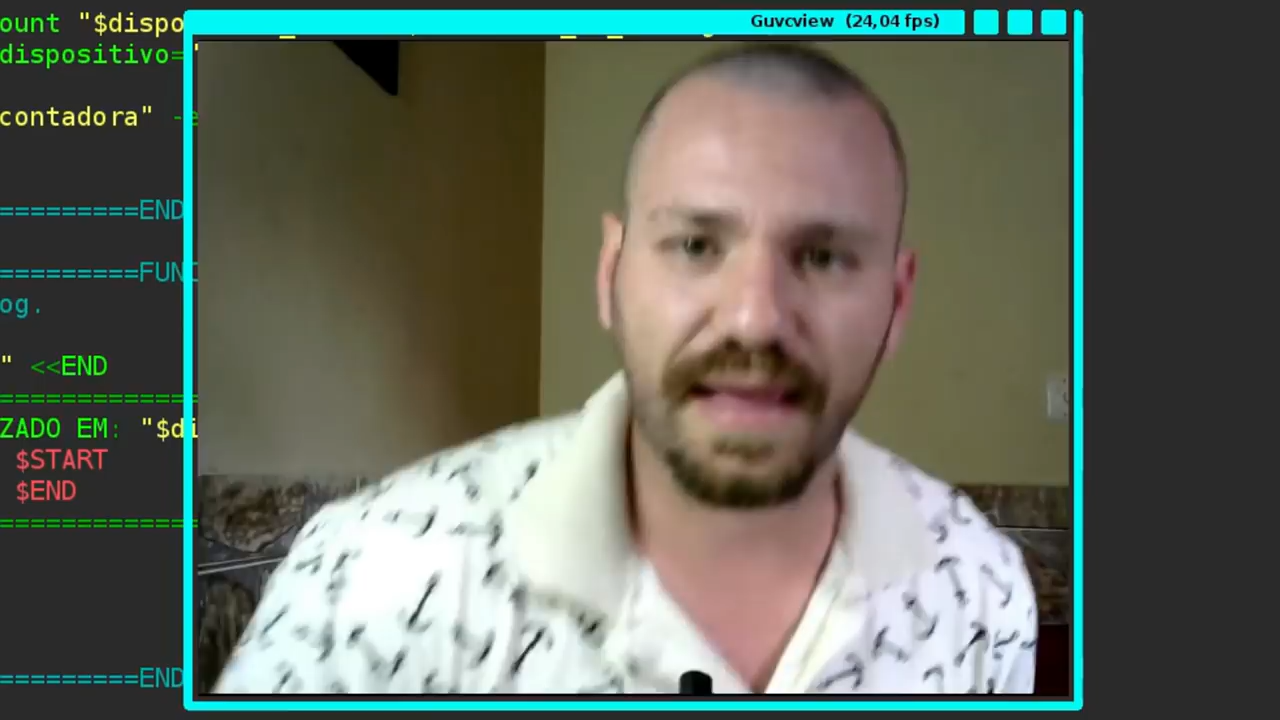 Guvcview (24,04 fps)
ount "$dispo
dispositivo="
contadora" -e
=========END
=========FUN
og.
" <<END
ZADO EM: "$di
$START
$END
=========END